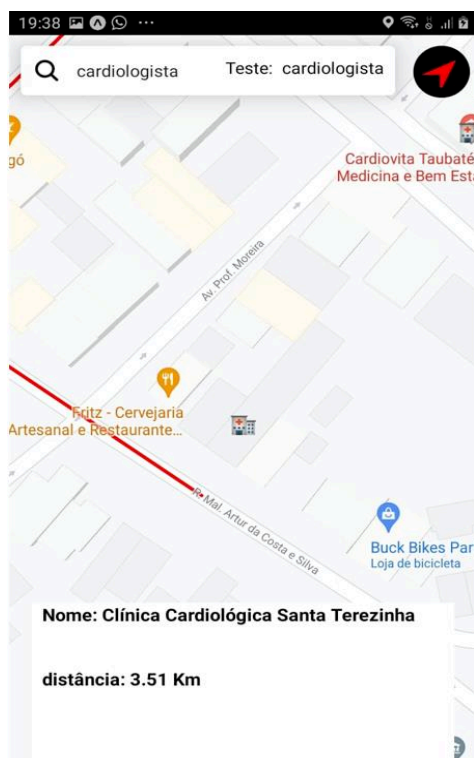 19:38
cardiologista Teste: cardiologista
gó
Cardiovita Taubaté
Medicina e Bem Est
Av. Prof. Moreira
Fritz - Cervejaria
Artesanal e Restaurante...
R. Mal. Artur da Costa e Silva
Buck Bikes Par
Loja de bicicleta
Nome: Clínica Cardiológica Santa Terezinha
distância: 3.51 Km